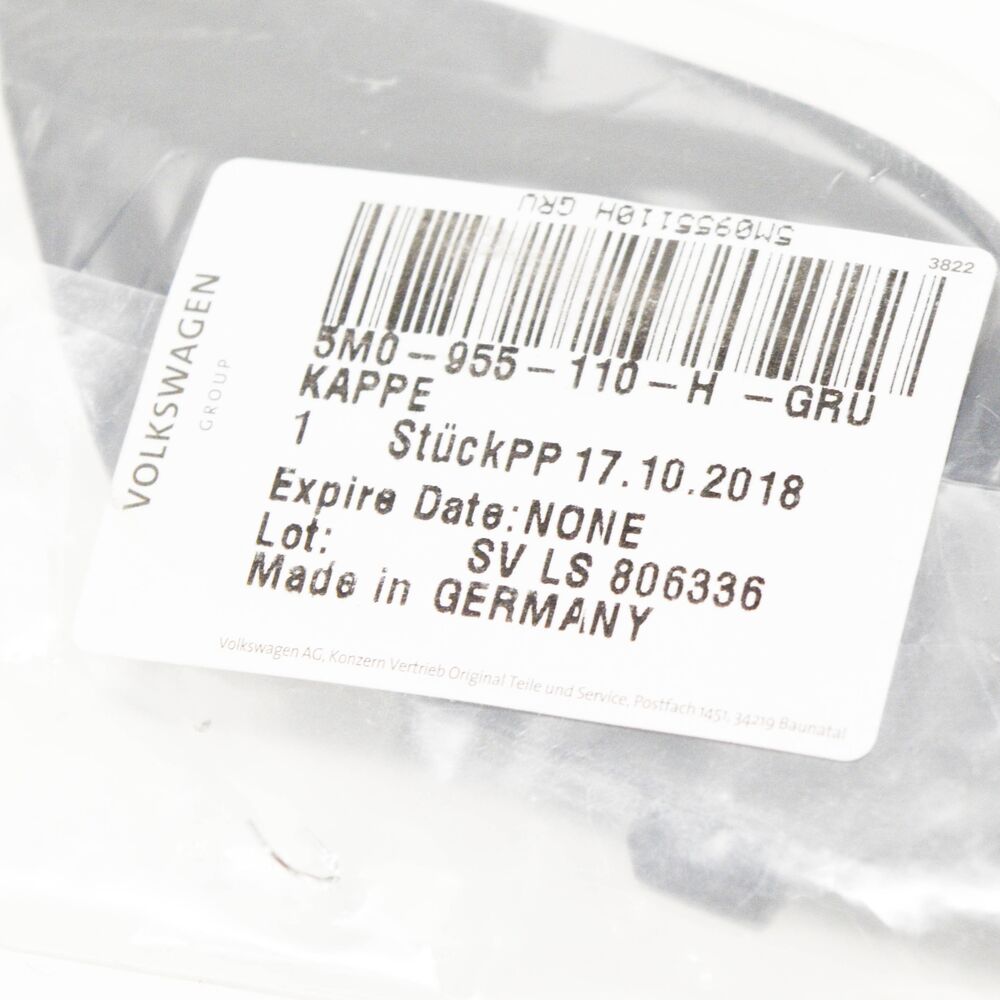 5M0955110H GRU
3822
VOLKSWAGEN
GROUP
5M0-955-110-H -GRU
KAPPE
1 StückPP 17.10.2018
Expire Date:NONE
Lot: SV LS 806336
Made in GERMANY
Volkswagen AG, Konzern Vertrieb Original Teile und Service, Postfach 1451, 34219 Baunatal